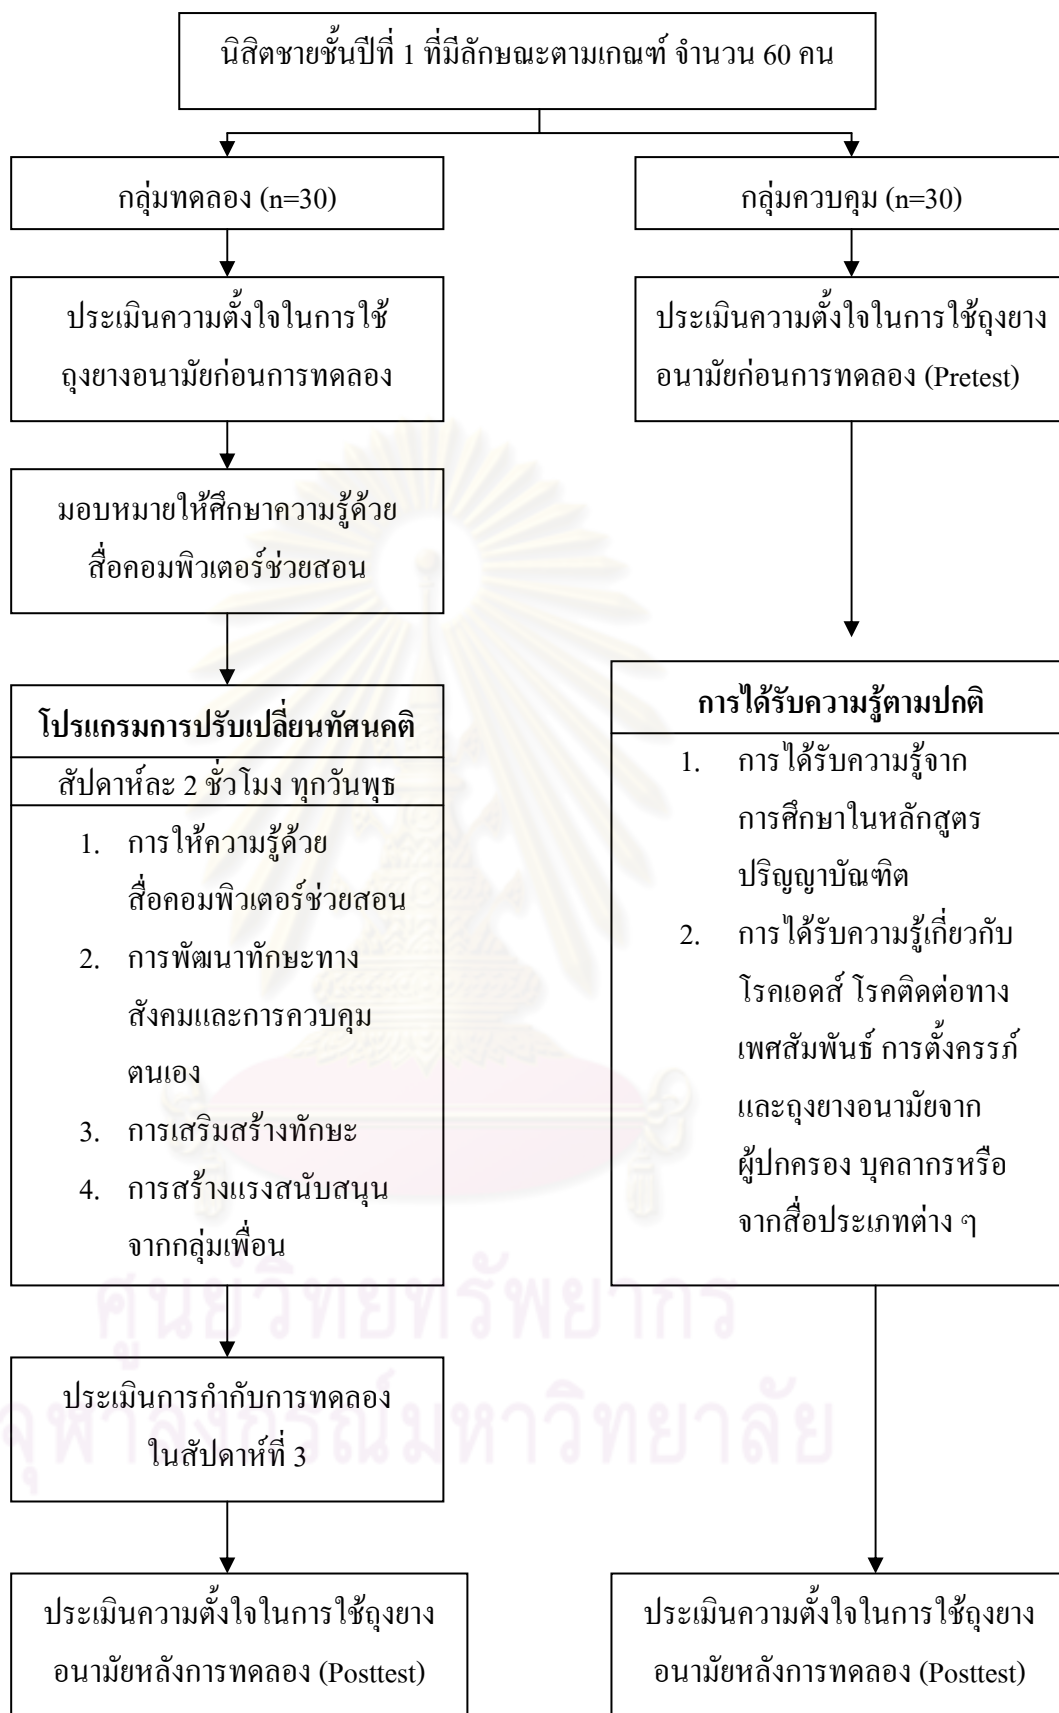 นิสิตชายชั้นปีที่ 1 ที่มีลักษณะตามเกณฑ์ จำนวน 60 คน
กลุ่มทดลอง (n=30)
กลุ่มควบคุม (n=30)
ประเมินความตั้งใจในการใช้
ถุงยางอนามัยก่อนการทดลอง
ประเมินความตั้งใจในการใช้ถุงยาง
อนามัยก่อนการทดลอง (Pretest)
มอบหมายให้ศึกษาความรู้ด้วย
สื่อคอมพิวเตอร์ช่วยสอน
โปรแกรมการปรับเปลี่ยนทัศนคติ
สัปดาห์ละ 2 ชั่วโมง ทุกวันพุธ
1. การให้ความรู้ด้วย
สื่อคอมพิวเตอร์ช่วยสอน
2. การพัฒนาทักษะทาง
สังคมและการควบคุม
ตนเอง
3. การเสริมสร้างทักษะ
4. การสร้างแรงสนับสนุน
จากกลุ่มเพื่อน
การได้รับความรู้ตามปกติ
1. การได้รับความรู้จาก
การศึกษาในหลักสูตร
ปริญญาบัณฑิต
2. การได้รับความรู้เกี่ยวกับ
โรคเอดส์ โรคติดต่อทาง
เพศสัมพันธ์ การตั้งครรภ์
และถุงยางอนามัยจาก
ผู้ปกครอง บุคลากรหรือ
จากสื่อประเภทต่าง ๆ
ศูนย์วิทยทรัพยากร
จุฬาลงกรณ์มหาวิทยาลัย
ประเมินการกำกับการทดลอง
ในสัปดาห์ที่ 3
ประเมินความตั้งใจในการใช้ถุงยาง
อนามัยหลังการทดลอง (Posttest)
ประเมินความตั้งใจในการใช้ถุงยาง
อนามัยหลังการทดลอง (Posttest)